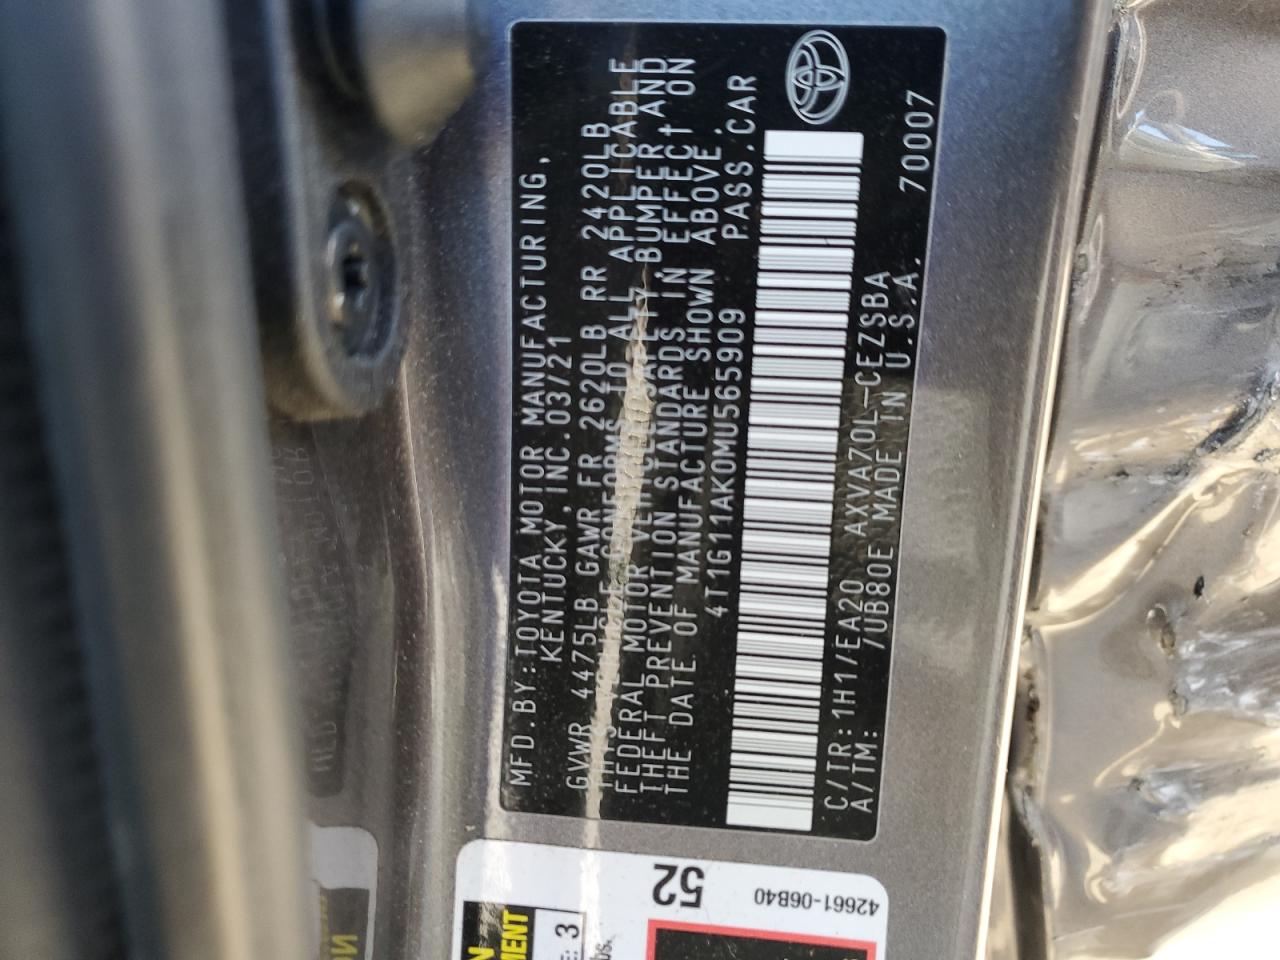 MFD.BY:TOYOTA MOTOR MANUFACTURING,
KENTUCKY,INC.03/21
GVWR 4475LB GAWR FR 2620LB RR 2420LB
THIS VEHICLE CONFORMS TO ALL APPLICABLE
FEDERAL MOTOR VEHICLE SAFETY, BUMPER,AND
THEFT PREVENTION STANDARDS IN EFFECT ON
THE DATE OF MANUFACTURE SHOWN ABOVE.
4T1G11AK0MU565909 PASS.CAR
C/TR:1H1/EA20 AXVA70L-CEZSBA
A/TM: /UB80E MADE IN U.S.A.
70007
52
42661-06B40
3